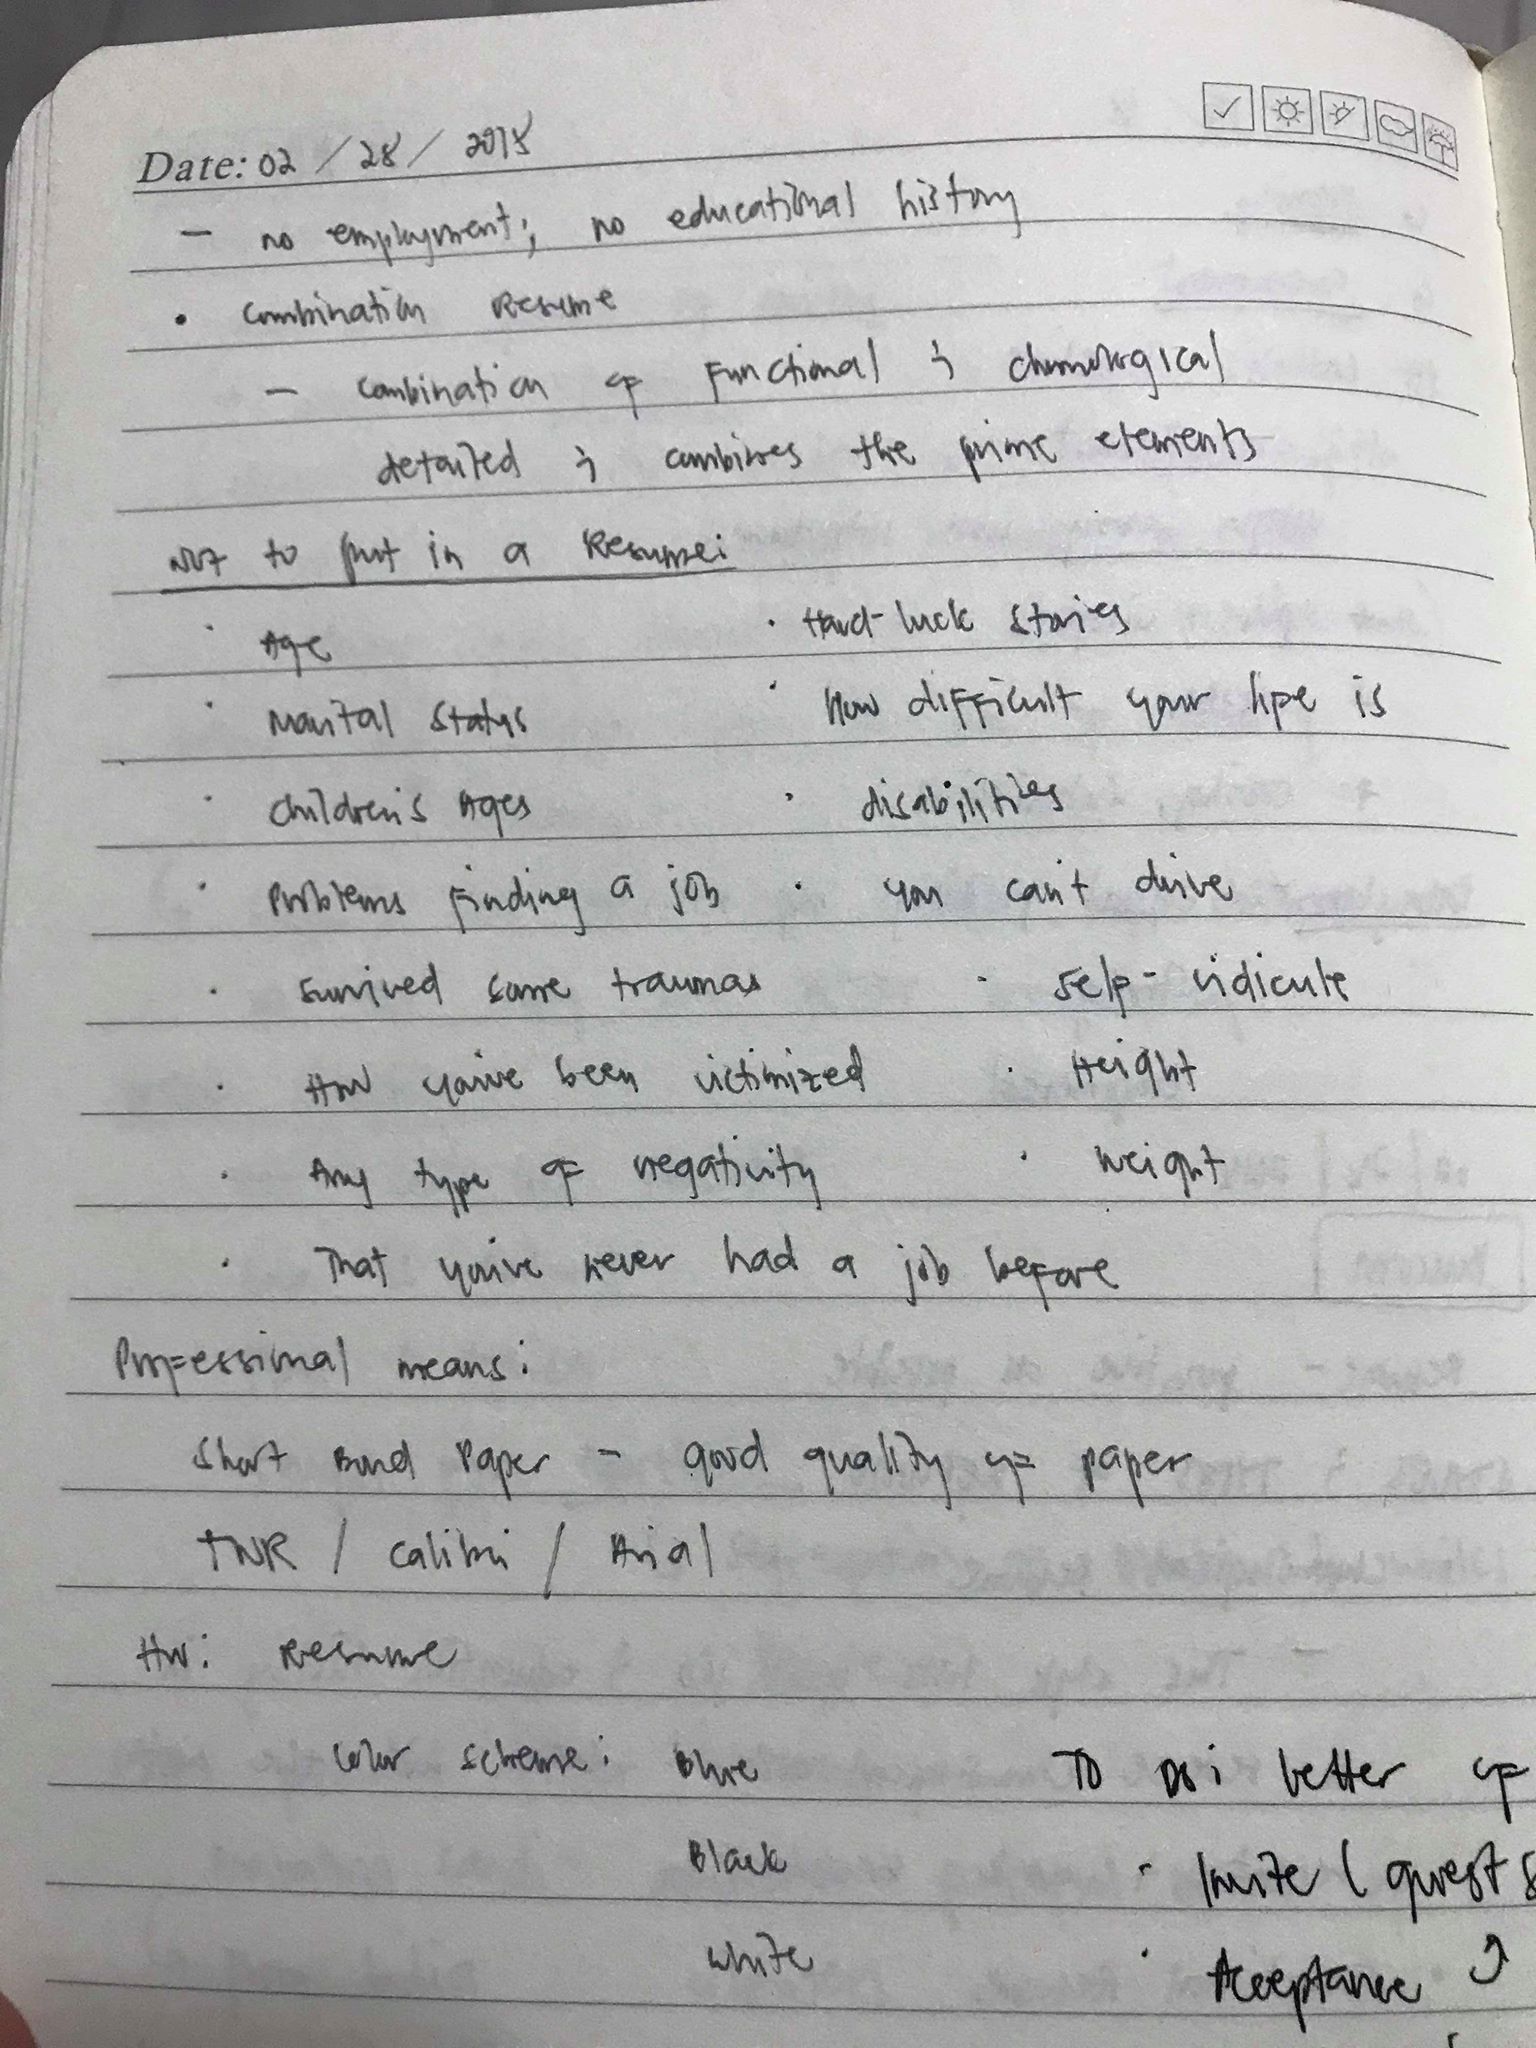 Date: 02 / 28 / 2018
- no employment; no educational history
• Combination Resume
- combination of functional & chronological
detailed & combines the prime elements
Not to put in a Resume:
· Age · Hard-luck stories
· Marital Status · How difficult your life is
· Children's Ages · disabilities
· Problems finding a job · you can't drive
· Survived some traumas · Self-ridicule
· How you've been victimized · Height
· Any type of negativity · weight
· That you've never had a job before
Professional means:
Short Bond Paper - good quality of paper
TNR / Calibri / Arial
HW: Resume
Color scheme: Blue To Do: better of
Black · Invite (guest s
White · Acceptance